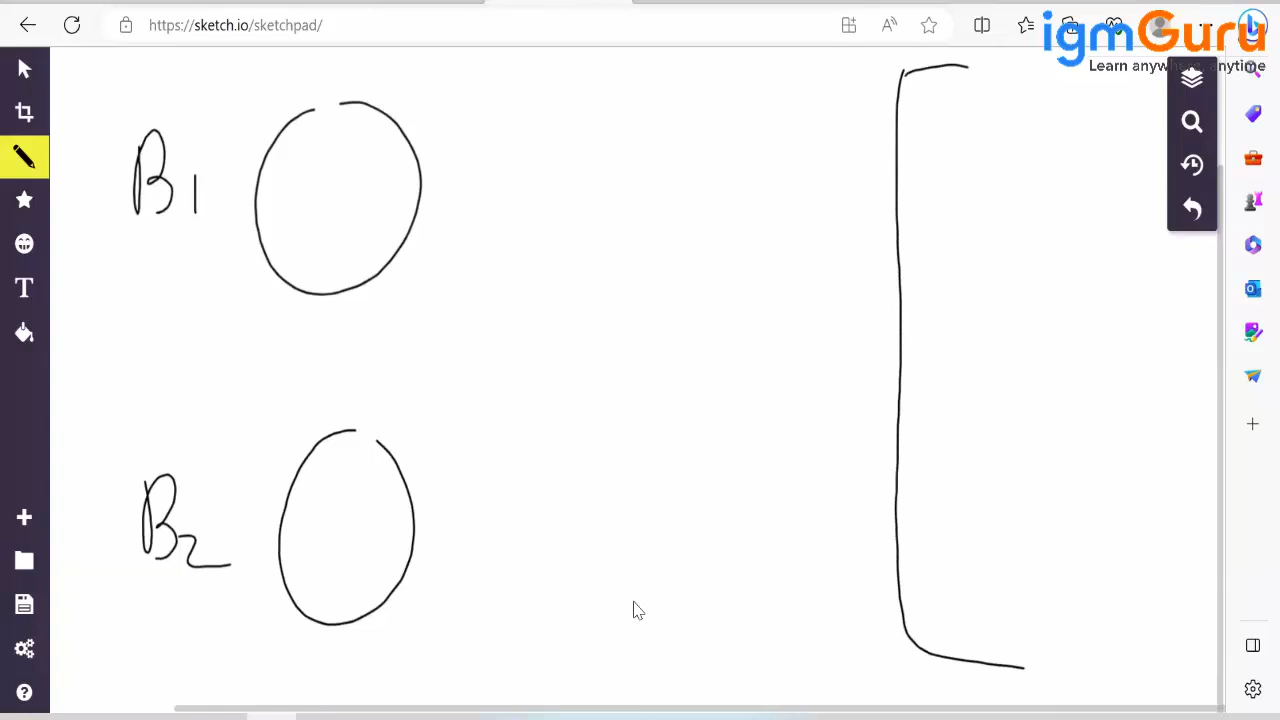 https://sketch.io/sketchpad/
igmGuru
Learn anywhere, anytime
B1
B2